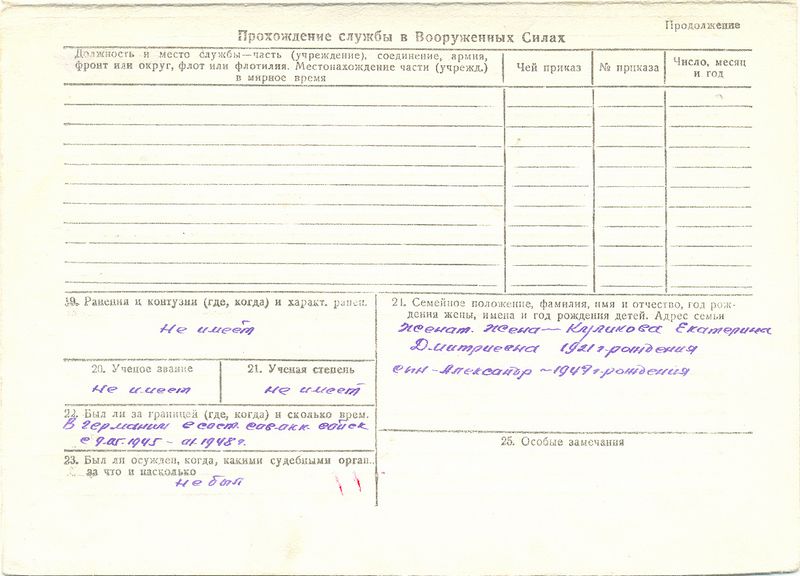 Продолжение
Прохождение службы в Вооруженных Силах
Должность и место службы—часть (учреждение), соединение, армия,
фронт или округ, флот или флотилия. Местонахождение части (учрежд.)
в мирное время
Чей приказ
№ приказа
Число, месяц
и год
19. Ранения и контузии (где, когда) и характ. ранен.
Не имеет
20. Ученое звание
Не имеет
21. Ученая степень
Не имеет
22. Был ли за границей (где, когда) и сколько врем.
В Германии в сост. сов. окк. войск
с 9.05.1945 – 01.1948 г.
23. Был ли осужден, когда, какими судебными орган.
за что и насколько
Не был
21. Семейное положение, фамилия, имя и отчество, год рож-
дения жены, имена и год рождения детей. Адрес семьи
Женат. Жена — Куликова Екатерина
Дмитриевна 1921 г. рождения
сын - Александр – 1949 г. рождения
25. Особые замечания